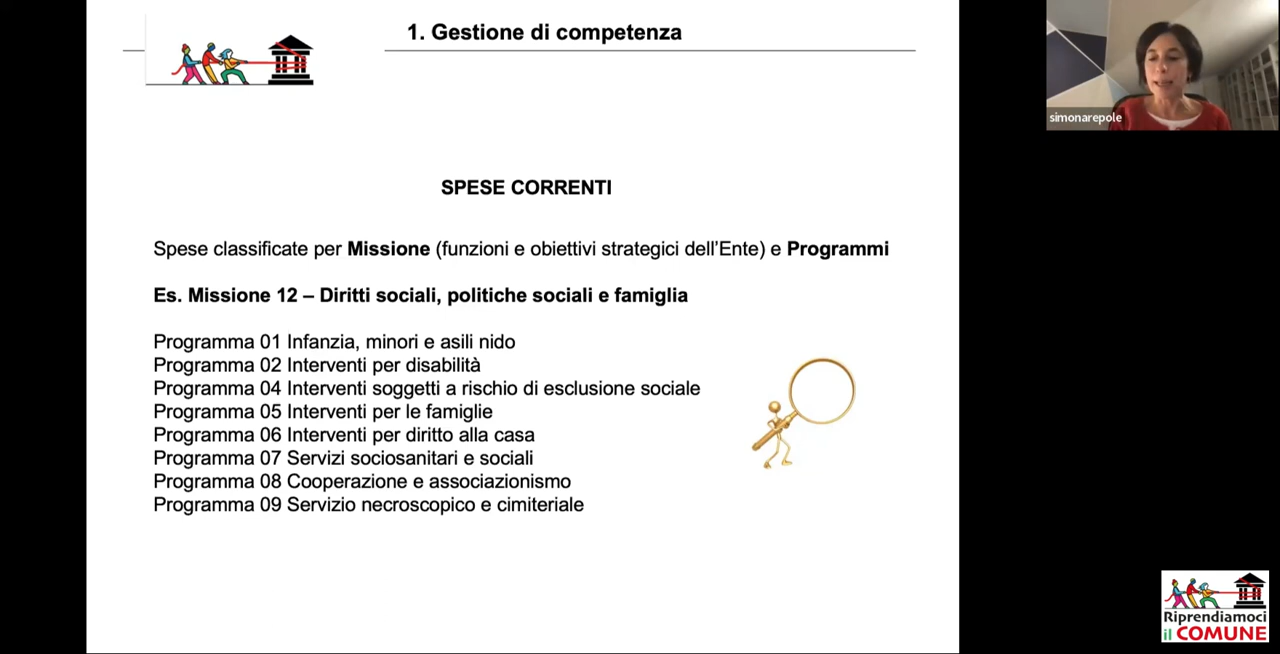 1. Gestione di competenza
simonarepole
SPESE CORRENTI
Spese classificate per Missione (funzioni e obiettivi strategici dell'Ente) e Programmi
Es. Missione 12 – Diritti sociali, politiche sociali e famiglia
Programma 01 Infanzia, minori e asili nido
Programma 02 Interventi per disabilità
Programma 04 Interventi soggetti a rischio di esclusione sociale
Programma 05 Interventi per le famiglie
Programma 06 Interventi per diritto alla casa
Programma 07 Servizi sociosanitari e sociali
Programma 08 Cooperazione e associazionismo
Programma 09 Servizio necroscopico e cimiteriale
Riprendiamoci
il COMUNE